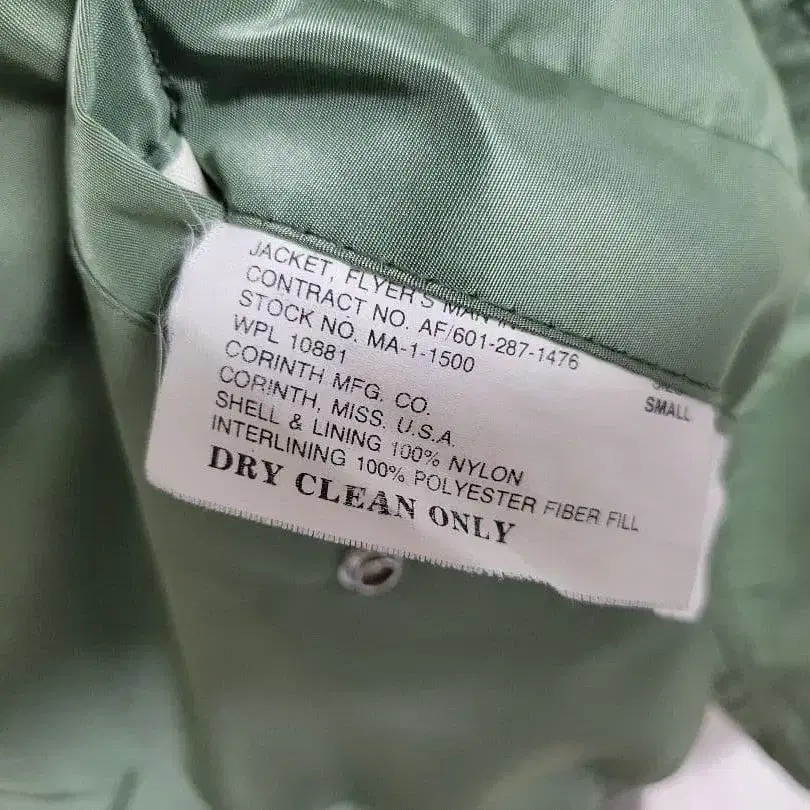 JACKET, FLYER'S MAN IN
CONTRACT NO. AF/601-287-1476
STOCK NO. MA-1-1500
WPL 10881
CORINTH MFG. CO.
CORINTH, MISS. U.S.A.
SHELL & LINING 100% NYLON
INTERLINING 100% POLYESTER FIBER FILL
DRY CLEAN ONLY
SMALL